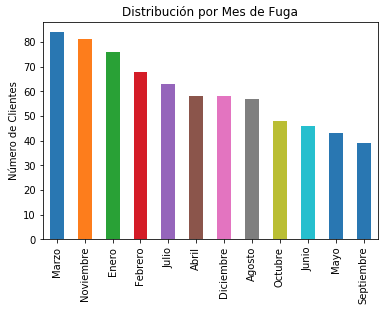 Distribución por Mes de Fuga
Número de Clientes
80
70
60
50
40
30
20
10
0
Marzo
Noviembre
Enero
Febrero
Julio
Abril
Diciembre
Agosto
Octubre
Junio
Mayo
Septiembre